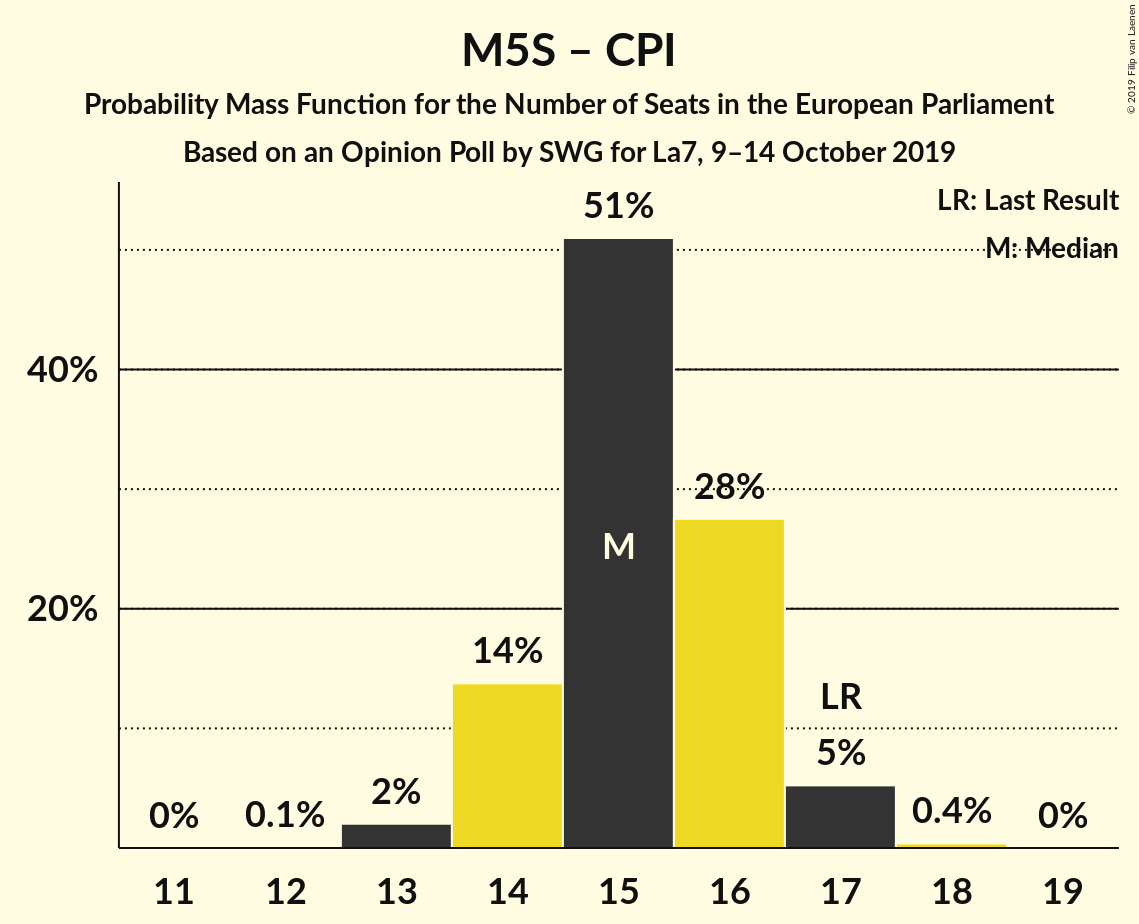 M5S – CPI
Probability Mass Function for the Number of Seats in the European Parliament
Based on an Opinion Poll by SWG for La7, 9–14 October 2019
© 2019 Filip van Laenen
LR: Last Result
M: Median
40%
20%
0%
0.1%
2%
14%
51%
M
28%
LR
5%
0.4%
0%
11 12 13 14 15 16 17 18 19